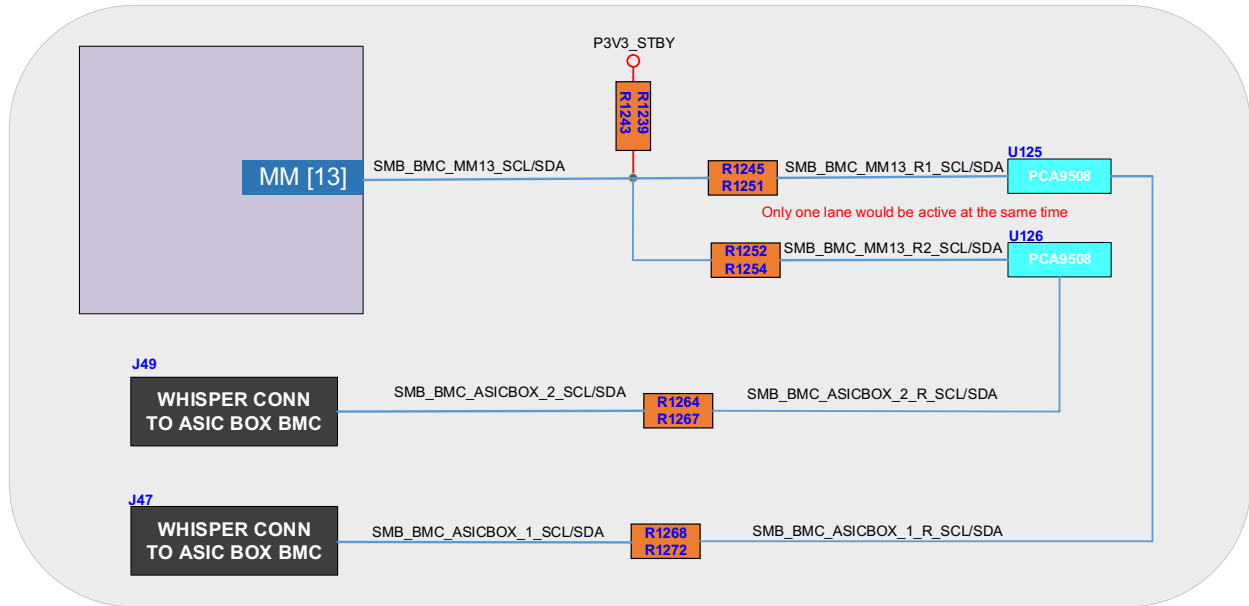 P3V3_STBY
R1239
R1243
MM [13]
SMB_BMC_MM13_SCL/SDA
R1245
R1251
SMB_BMC_MM13_R1_SCL/SDA
U125
PCA9508
Only one lane would be active at the same time
R1252
R1254
SMB_BMC_MM13_R2_SCL/SDA
U126
PCA9508
J49
WHISPER CONN
TO ASIC BOX BMC
SMB_BMC_ASICBOX_2_SCL/SDA
R1264
R1267
SMB_BMC_ASICBOX_2_R_SCL/SDA
J47
WHISPER CONN
TO ASIC BOX BMC
SMB_BMC_ASICBOX_1_SCL/SDA
R1268
R1272
SMB_BMC_ASICBOX_1_R_SCL/SDA